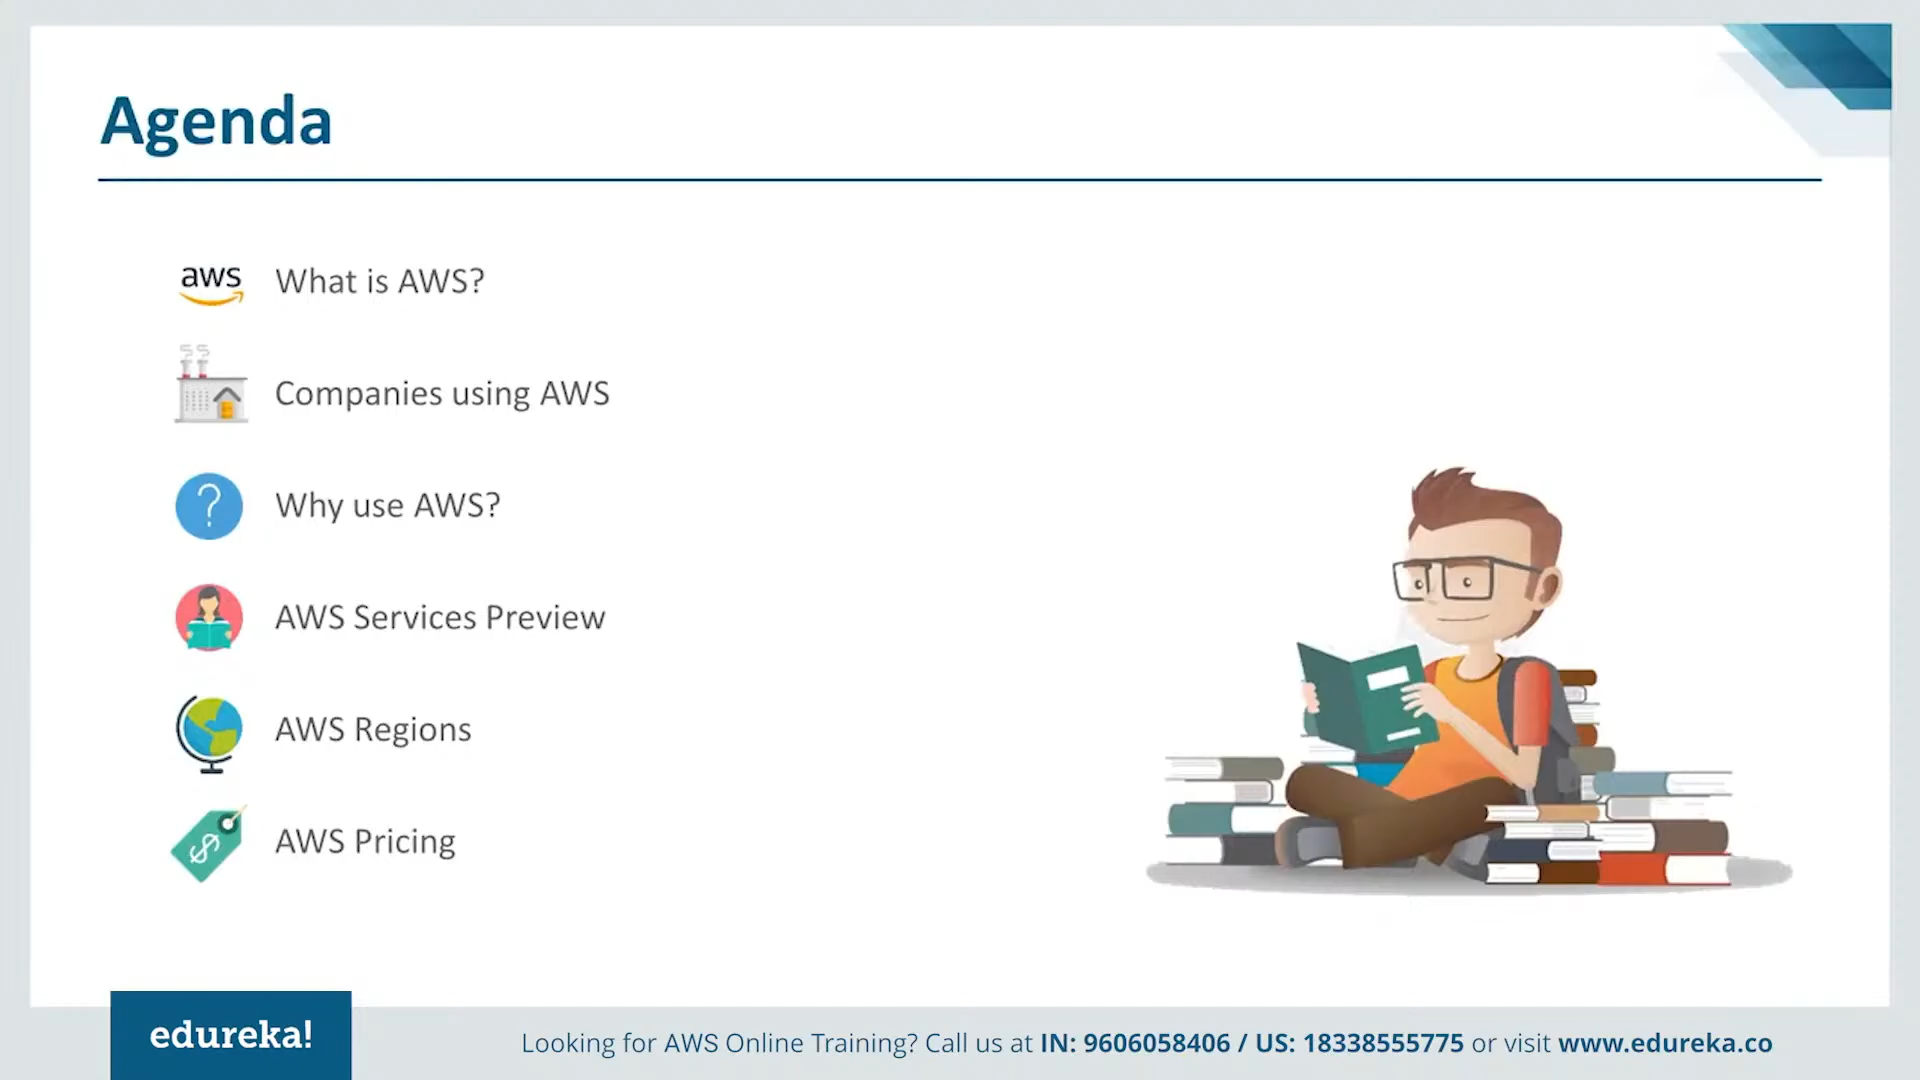 Agenda
aws What is AWS?
Companies using AWS
? Why use AWS?
AWS Services Preview
AWS Regions
$ AWS Pricing
edureka!
Looking for AWS Online Training? Call us at IN: 9606058406 / US: 18338555775 or visit www.edureka.co